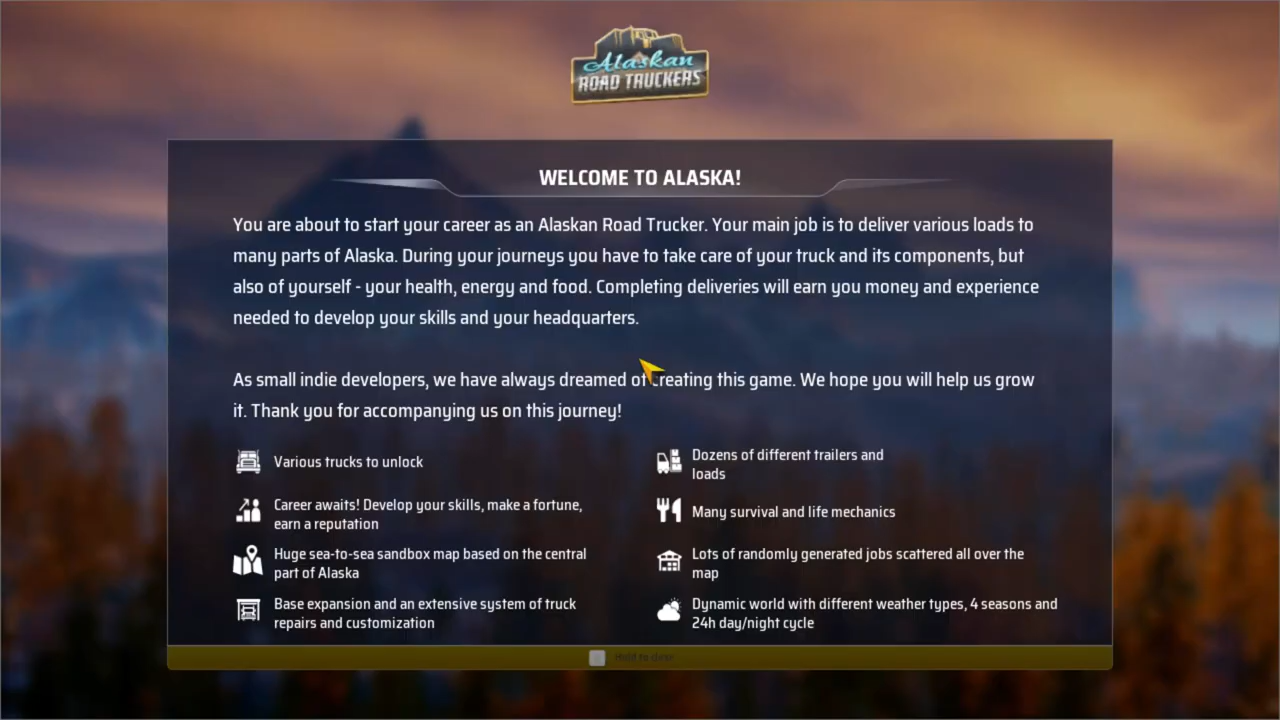 Alaskan
ROAD TRUCKERS
WELCOME TO ALASKA!
You are about to start your career as an Alaskan Road Trucker. Your main job is to deliver various loads to
many parts of Alaska. During your journeys you have to take care of your truck and its components, but
also of yourself - your health, energy and food. Completing deliveries will earn you money and experience
needed to develop your skills and your headquarters.
As small indie developers, we have always dreamed of creating this game. We hope you will help us grow
it. Thank you for accompanying us on this journey!
Various trucks to unlock
Dozens of different trailers and
loads
Career awaits! Develop your skills, make a fortune,
earn a reputation
Many survival and life mechanics
Huge sea-to-sea sandbox map based on the central
part of Alaska
Lots of randomly generated jobs scattered all over the
map
Base expansion and an extensive system of truck
repairs and customization
Dynamic world with different weather types, 4 seasons and
24h day/night cycle
Hold to